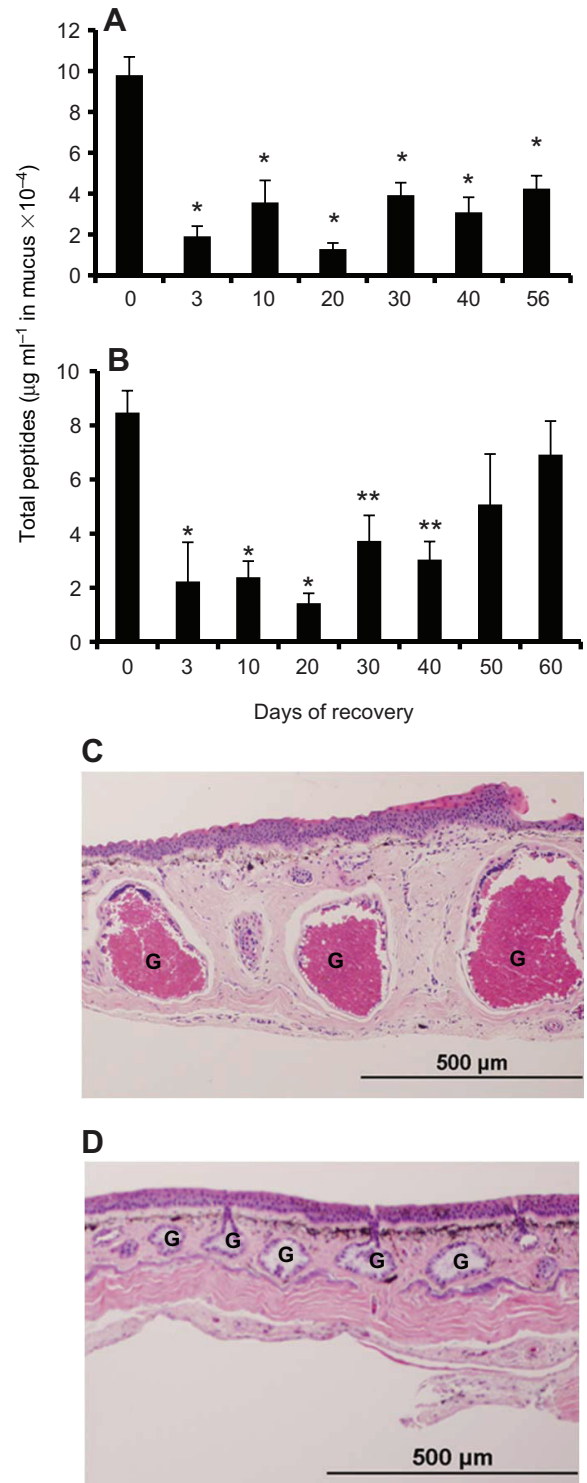 A
Total peptides (µg ml⁻¹ in mucus ×10⁻⁴)
12
10
8
6
4
2
0
* * * * * *
0 3 10 20 30 40 56
B
10
8
6
4
2
0
* * * ** **
0 3 10 20 30 40 50 60
Days of recovery
C
G G G
500 µm
D
G G G G G
500 µm